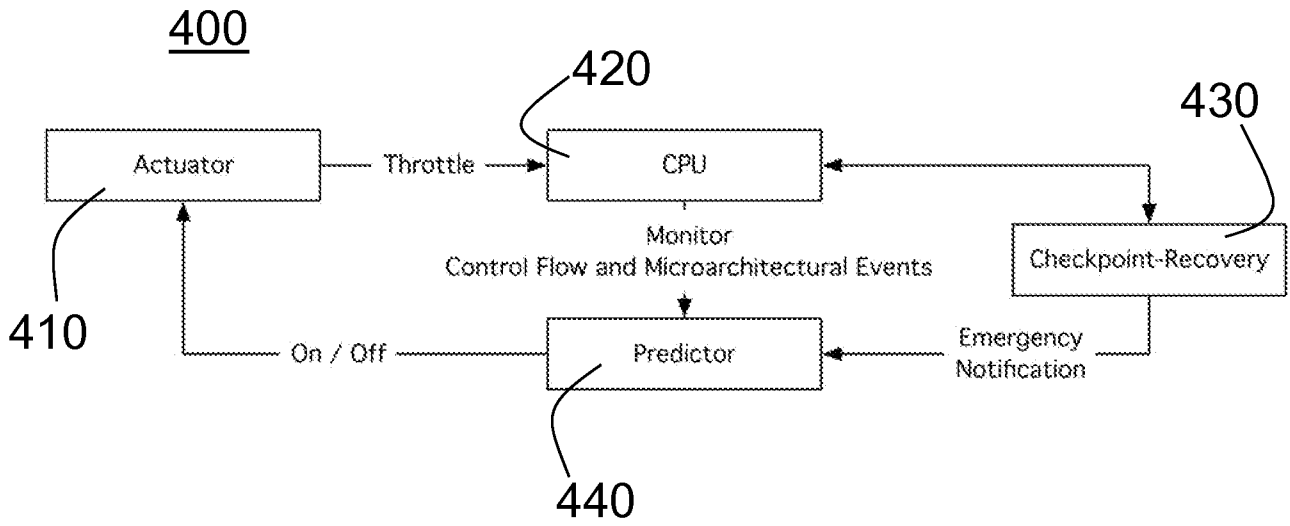 400
420
430
Actuator
Throttle
CPU
Monitor
Control Flow and Microarchitectural Events
Checkpoint-Recovery
410
On / Off
Predictor
Emergency
Notification
440